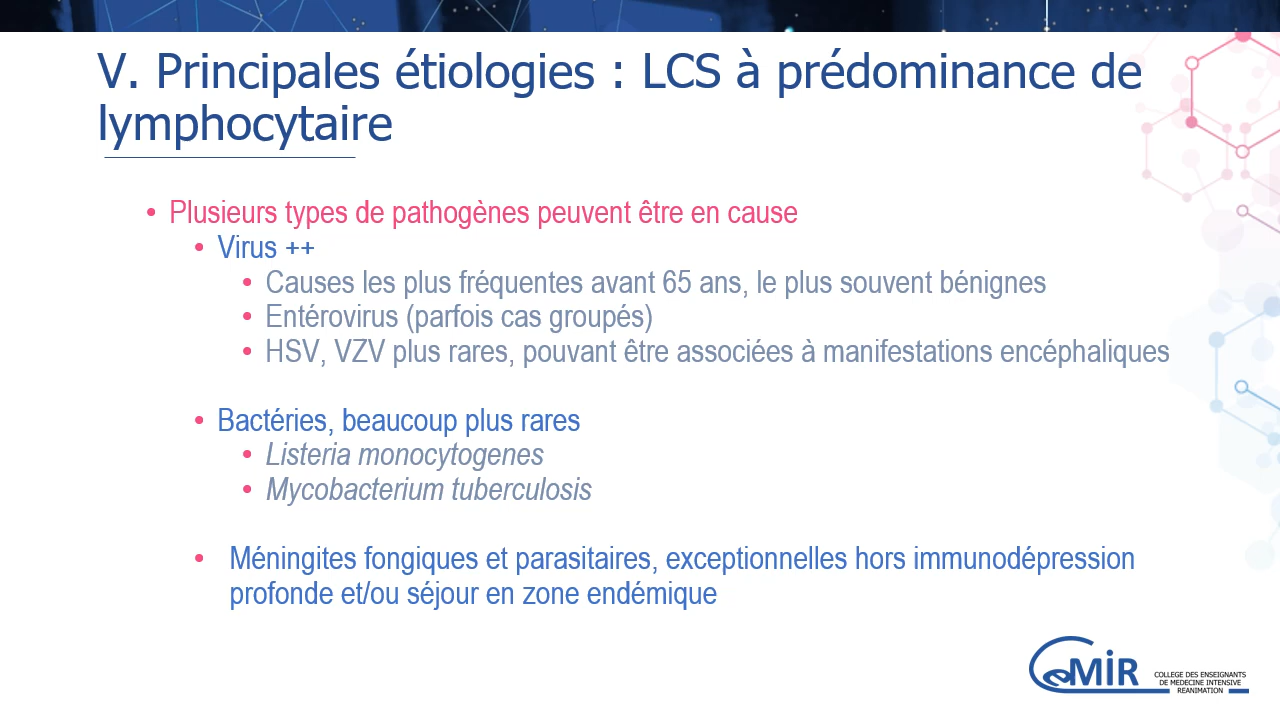 V. Principales étiologies : LCS à prédominance de
lymphocytaire
• Plusieurs types de pathogènes peuvent être en cause
• Virus ++
• Causes les plus fréquentes avant 65 ans, le plus souvent bénignes
• Entérovirus (parfois cas groupés)
• HSV, VZV plus rares, pouvant être associées à manifestations encéphaliques
• Bactéries, beaucoup plus rares
• Listeria monocytogenes
• Mycobacterium tuberculosis
• Méningites fongiques et parasitaires, exceptionnelles hors immunodépression
profonde et/ou séjour en zone endémique
CeMIR
COLLEGE DES ENSEIGNANTS
DE MEDECINE INTENSIVE
REANIMATION